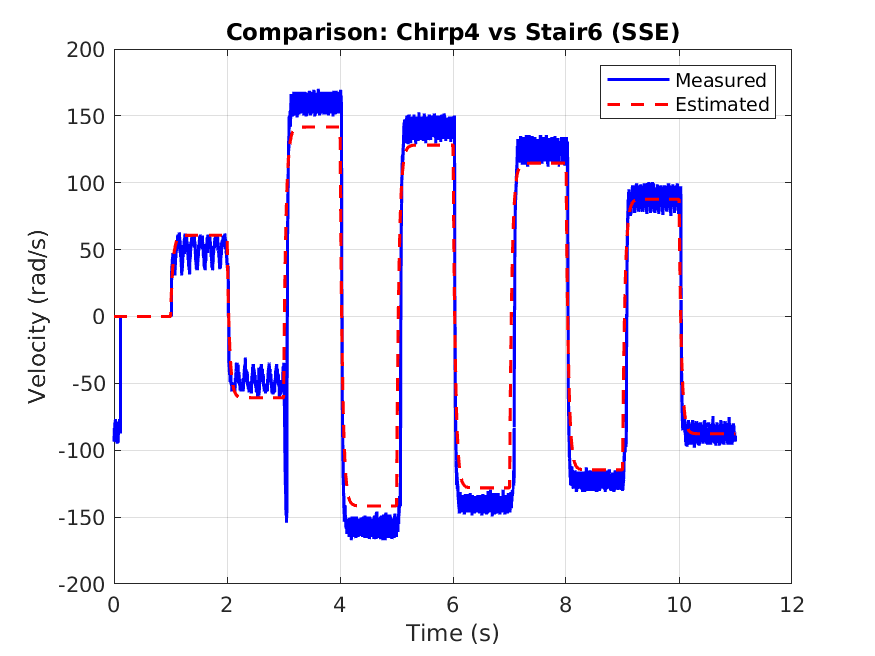 Comparison: Chirp4 vs Stair6 (SSE)
200
150
100
50
0
-50
-100
-150
-200
Velocity (rad/s)
Measured
Estimated
0 2 4 6 8 10 12
Time (s)